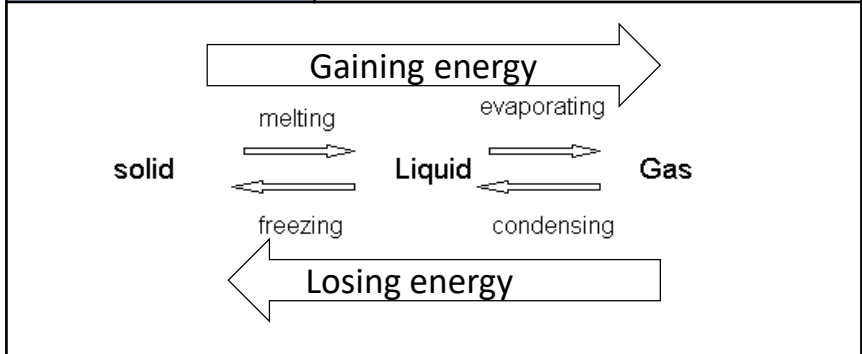 Gaining energy
melting evaporating
solid Liquid Gas
freezing condensing
Losing energy